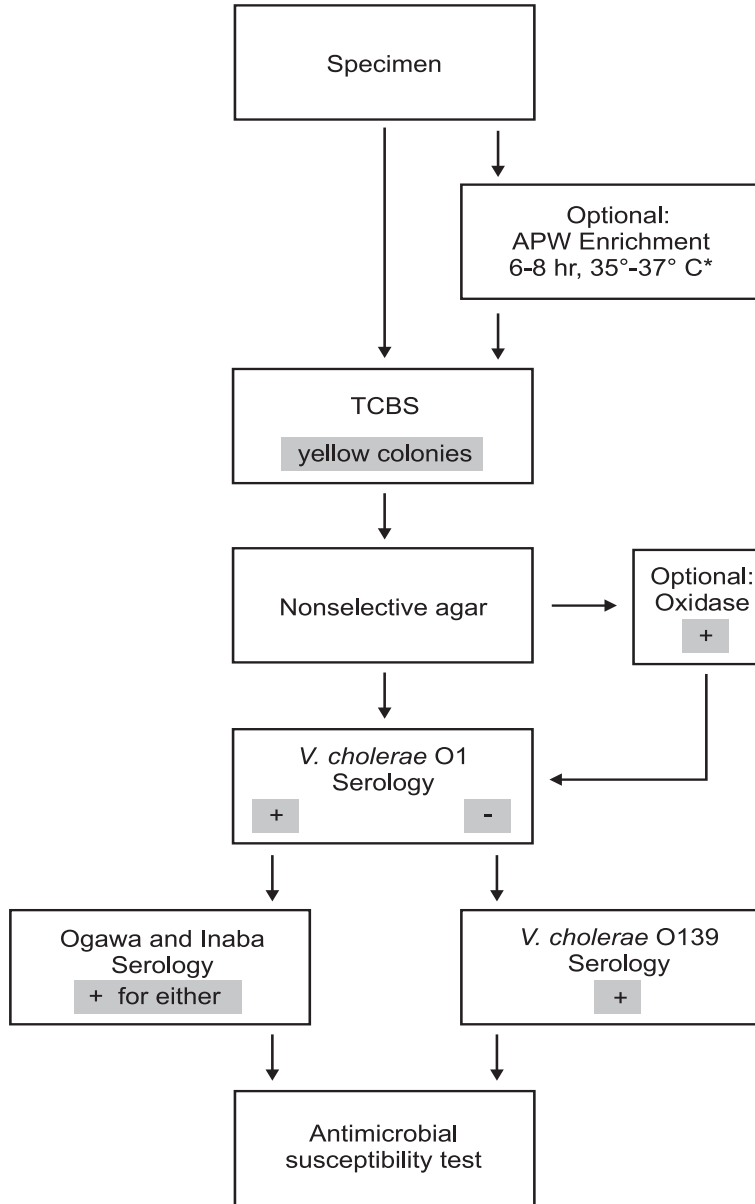 Specimen
Optional:
APW Enrichment
6-8 hr, 35°-37° C*
TCBS
yellow colonies
Nonselective agar
Optional:
Oxidase
+
V. cholerae O1
Serology
+ -
Ogawa and Inaba
Serology
+ for either
V. cholerae O139
Serology
+
Antimicrobial
susceptibility test